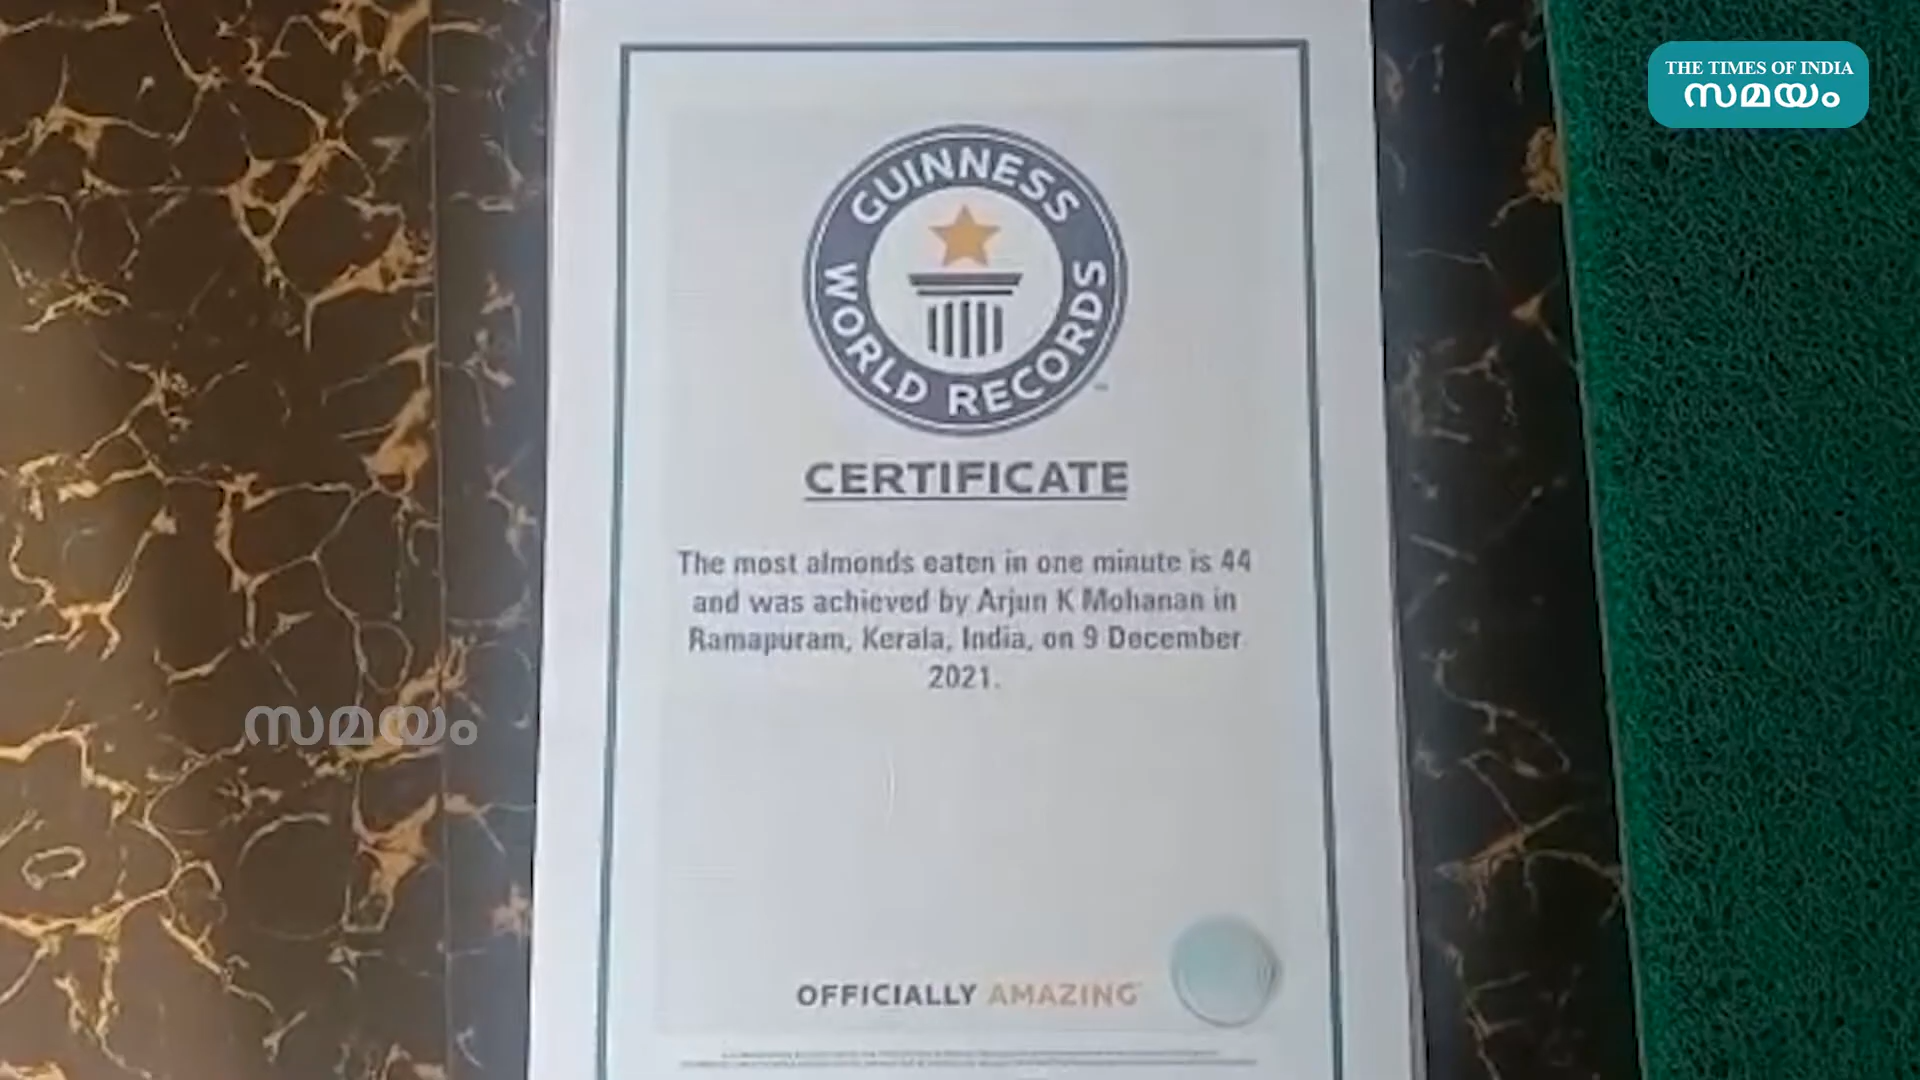 THE TIMES OF INDIA
സമയം
GUINNESS
WORLD RECORDS
CERTIFICATE
The most almonds eaten in one minute is 44
and was achieved by Arjun K Mohanan in
Ramapuram, Kerala, India, on 9 December
2021.
സമയം
OFFICIALLY AMAZING